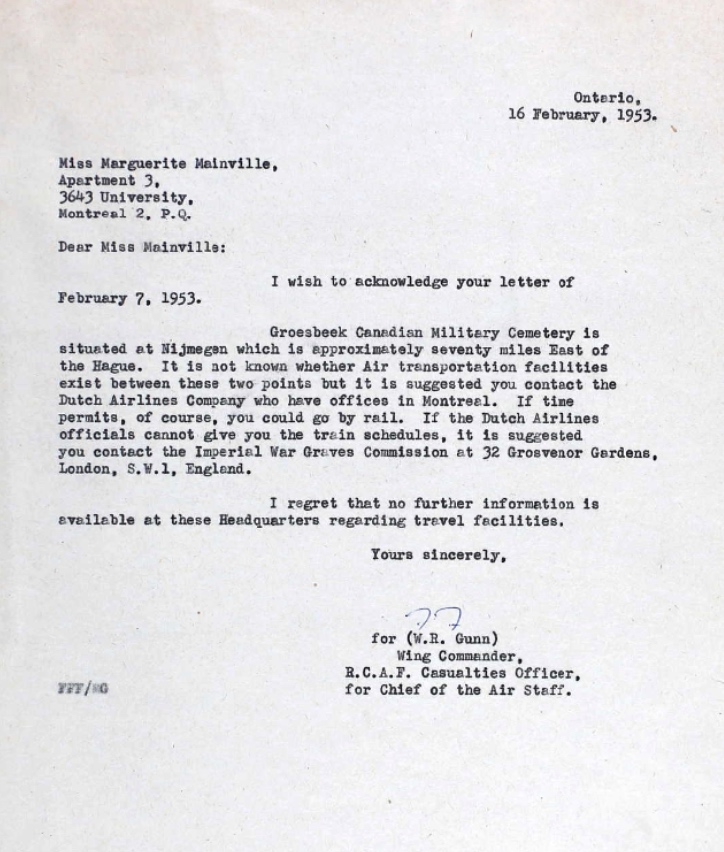 Ontario,
16 February, 1953.
Miss Marguerite Mainville,
Apartment 3,
3643 University,
Montreal 2, P.Q.
Dear Miss Mainville:
I wish to acknowledge your letter of
February 7, 1953.
Groesbeek Canadian Military Cemetery is
situated at Nijmegen which is approximately seventy miles East of
the Hague. It is not known whether Air transportation facilities
exist between these two points but it is suggested you contact the
Dutch Airlines Company who have offices in Montreal. If time
permits, of course, you could go by rail. If the Dutch Airlines
officials cannot give you the train schedules, it is suggested
you contact the Imperial War Graves Commission at 32 Grosvenor Gardens,
London, S.W.1, England.
I regret that no further information is
available at these Headquarters regarding travel facilities.
Yours sincerely,
for (W.R. Gunn)
Wing Commander,
R.C.A.F. Casualties Officer,
for Chief of the Air Staff.